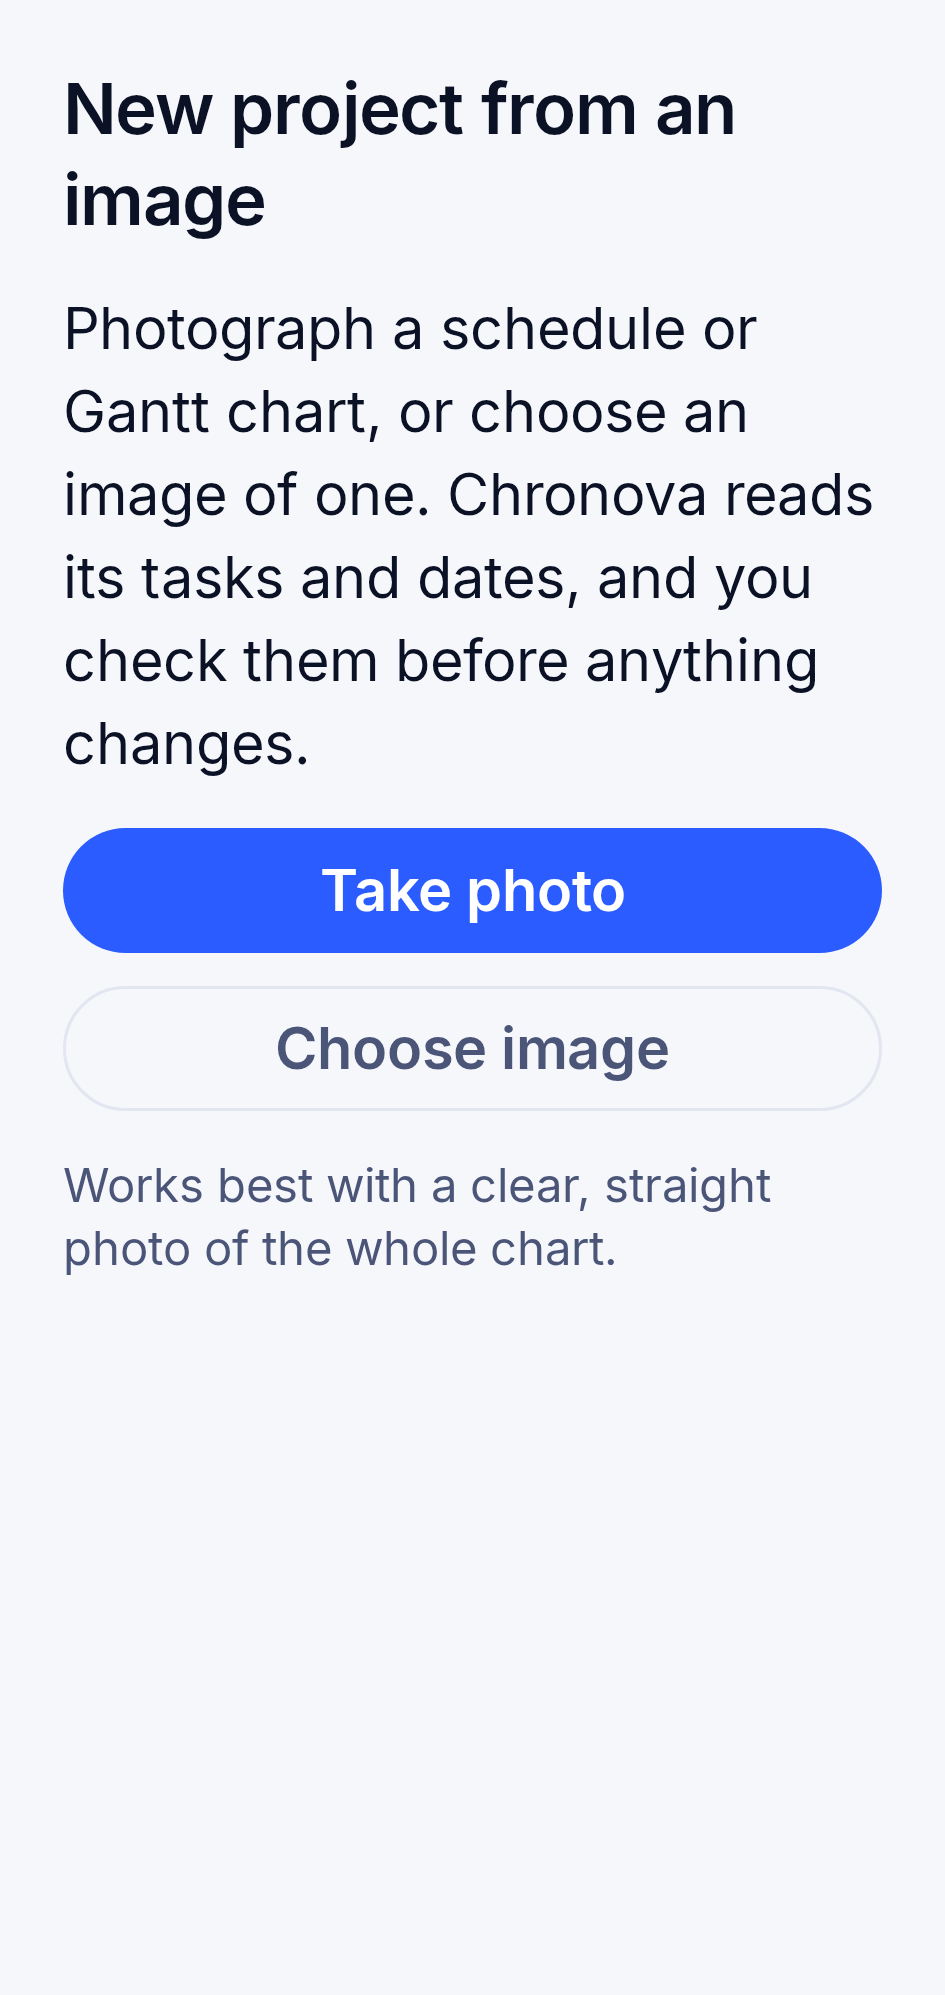 New project from an
image
Photograph a schedule or
Gantt chart, or choose an
image of one. Chronova reads
its tasks and dates, and you
check them before anything
changes.
Take photo
Choose image
Works best with a clear, straight
photo of the whole chart.